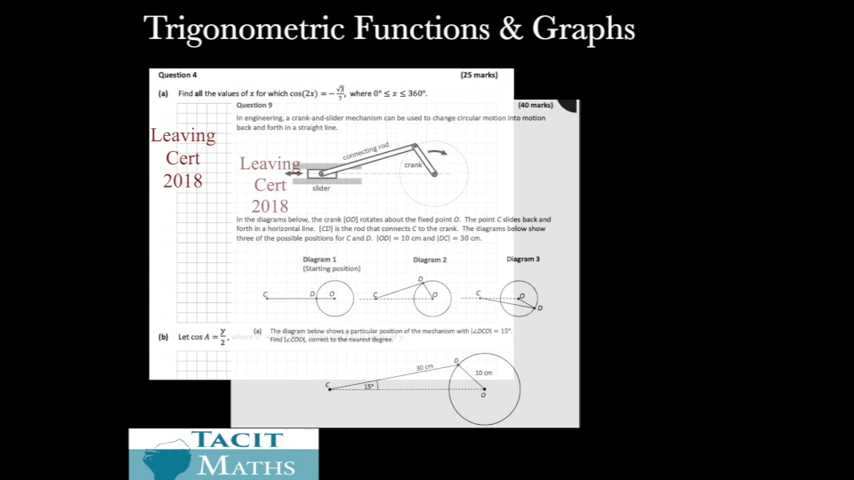 Trigonometric Functions & Graphs
Question 4 (25 marks)
(a) Find all the values of x for which cos(2x) = −√3/2, where 0° ≤ x ≤ 360°.
Leaving
Cert
2018
Question 9 (40 marks)
In engineering, a crank-and-slider mechanism can be used to change circular motion into motion
back and forth in a straight line.
Leaving
Cert
2018
connecting rod
crank
slider
In the diagrams below, the crank [OD] rotates about the fixed point O. The point C slides back and
forth in a horizontal line. [CD] is the rod that connects C to the crank. The diagrams below show
three of the possible positions for C and D. |OD| = 10 cm and |DC| = 30 cm.
Diagram 1 Diagram 2 Diagram 3
(Starting position)
C D O C D O C O D
(b) Let cos A = y/2,
(a) The diagram below shows a particular position of the mechanism with |∠DCO| = 15°.
Find |∠COD|, correct to the nearest degree.
C 15° 30 cm D 10 cm O
TACIT
MATHS